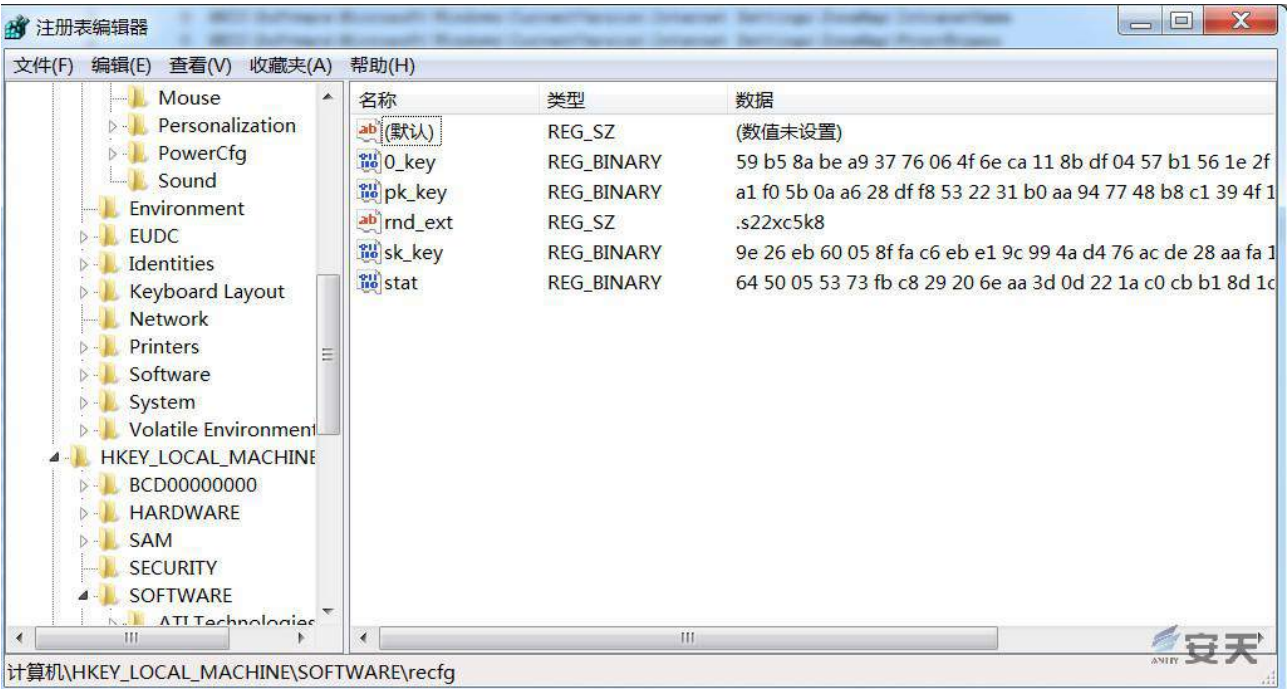 注册表编辑器
文件(F) 编辑(E) 查看(V) 收藏夹(A) 帮助(H)
Mouse
Personalization
PowerCfg
Sound
Environment
EUDC
Identities
Keyboard Layout
Network
Printers
Software
System
Volatile Environment
HKEY_LOCAL_MACHINE
BCD00000000
HARDWARE
SAM
SECURITY
SOFTWARE
ATI Technologies
名称 类型 数据
(默认) REG_SZ (数值未设置)
0_key REG_BINARY 59 b5 8a be a9 37 76 06 4f 6e ca 11 8b df 04 57 b1 56 1e 2f
pk_key REG_BINARY a1 f0 5b 0a a6 28 df f8 53 22 31 b0 aa 94 77 48 b8 c1 39 4f 1
rnd_ext REG_SZ .s22xc5k8
sk_key REG_BINARY 9e 26 eb 60 05 8f fa c6 eb e1 9c 99 4a d4 76 ac de 28 aa fa 1
stat REG_BINARY 64 50 05 53 73 fb c8 29 20 6e aa 3d 0d 22 1a c0 cb b1 8d 1c
ANTIY 安天
计算机\HKEY_LOCAL_MACHINE\SOFTWARE\recfg